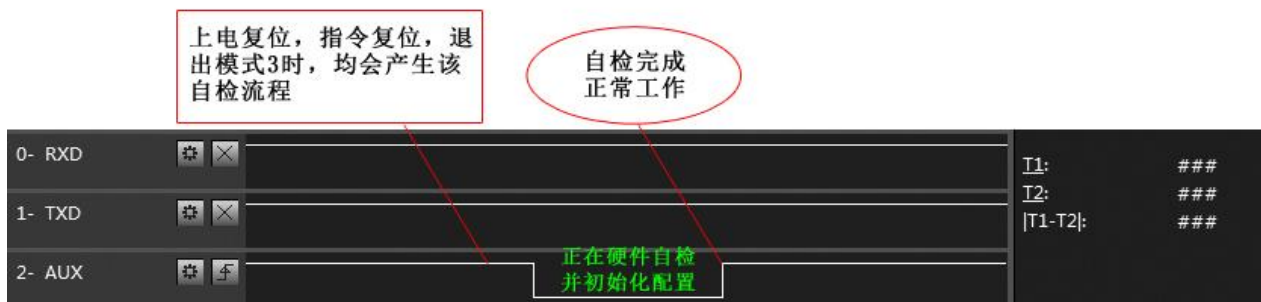 上电复位，指令复位，退
出模式3时，均会产生该
自检流程
自检完成
正常工作
0- RXD
T1: ###
T2: ###
1- TXD
|T1-T2|: ###
正在硬件自检
2- AUX
并初始化配置